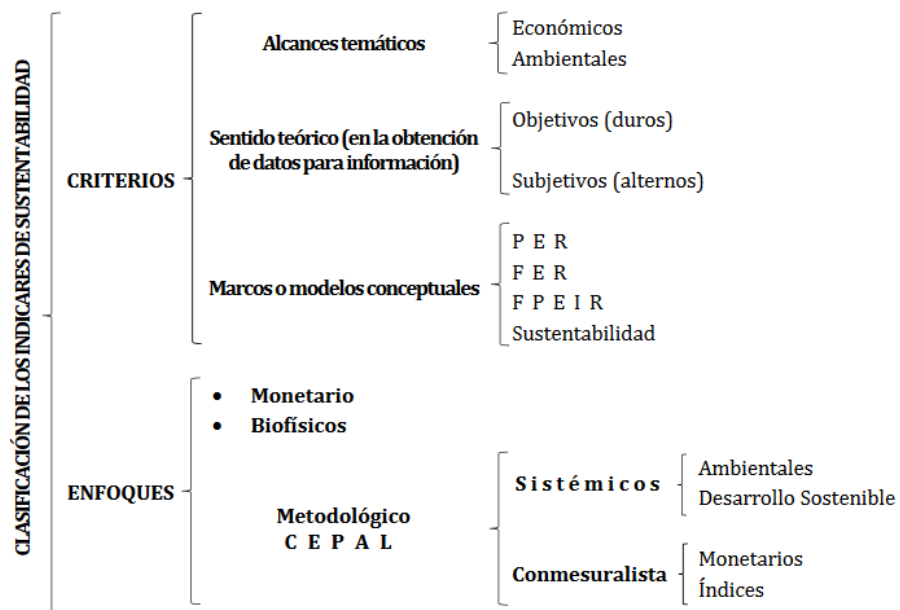 CLASIFICACIÓN DE LOS INDICARES DE SUSTENTABILIDAD
CRITERIOS
Alcances temáticos
Económicos
Ambientales
Sentido teórico (en la obtención
de datos para información)
Objetivos (duros)
Subjetivos (alternos)
Marcos o modelos conceptuales
P E R
F E R
F P E I R
Sustentabilidad
ENFOQUES
• Monetario
• Biofísicos
Metodológico
C E P A L
S i s t é m i c o s
Ambientales
Desarrollo Sostenible
Conmesuralista
Monetarios
Índices